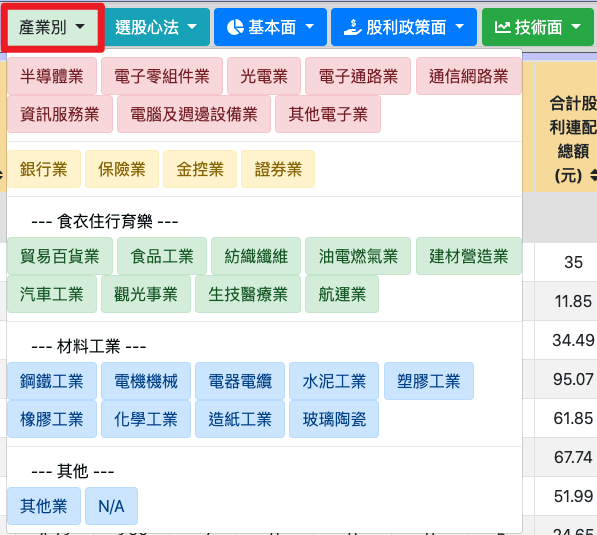 產業別 選股心法 基本面 股利政策面 技術面
半導體業 電子零組件業 光電業 電子通路業 通信網路業
資訊服務業 電腦及週邊設備業 其他電子業
銀行業 保險業 金控業 證券業
--- 食衣住行育樂 ---
貿易百貨業 食品工業 紡織纖維 油電燃氣業 建材營造業
汽車工業 觀光事業 生技醫療業 航運業
--- 材料工業 ---
鋼鐵工業 電機機械 電器電纜 水泥工業 塑膠工業
橡膠工業 化學工業 造紙工業 玻璃陶瓷
--- 其他 ---
其他業 N/A
合計股
利連配
總額
(元)
35
11.85
34.49
95.07
61.85
67.74
51.99
24.65